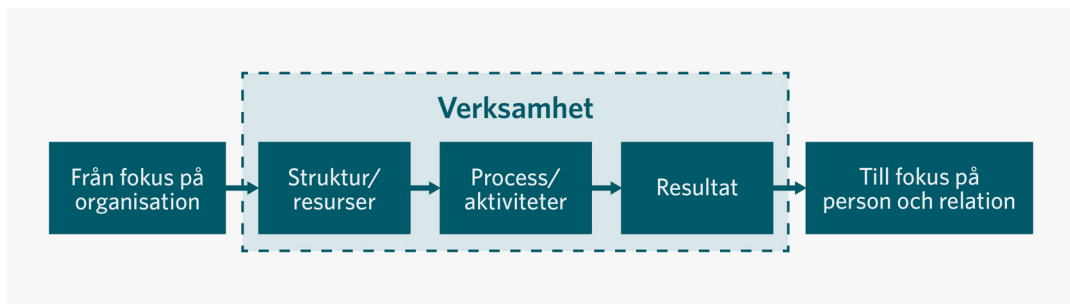 Verksamhet
Från fokus på
organisation
Struktur/
resurser
Process/
aktiviteter
Resultat
Till fokus på
person och relation